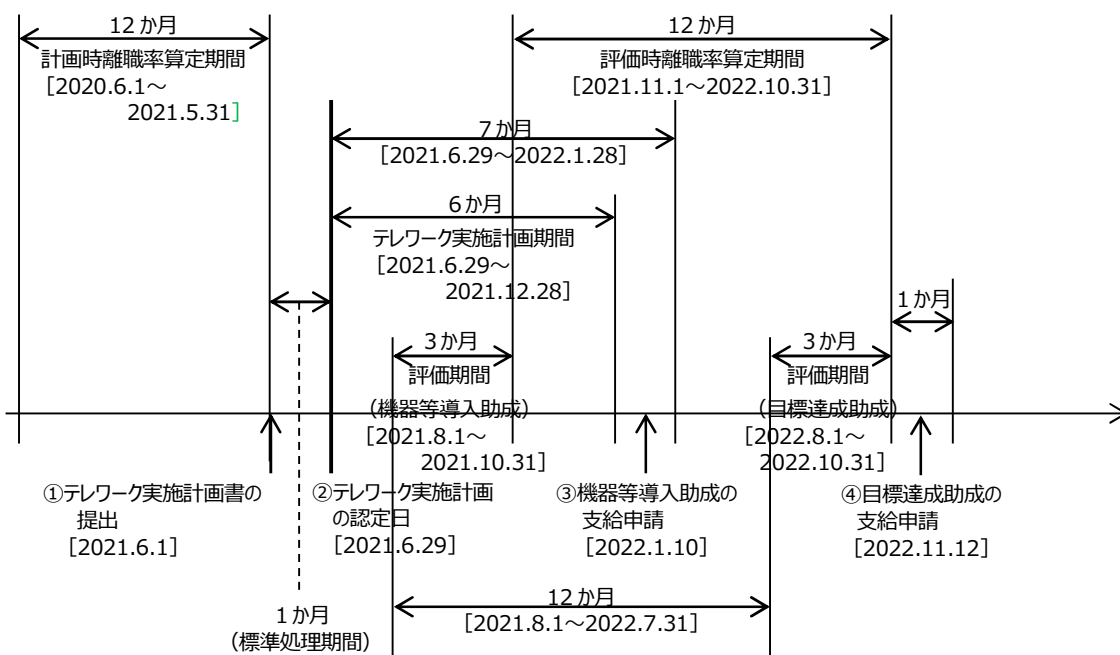 12 か月
計画時離職率算定期間
[2020.6.1～
2021.5.31]
12 か月
評価時離職率算定期間
[2021.11.1～2022.10.31]
7 か月
[2021.6.29～2022.1.28]
6 か月
テレワーク実施計画期間
[2021.6.29～
2021.12.28]
1 か月
3 か月
評価期間
(機器等導入助成)
[2021.8.1～
2021.10.31]
3 か月
評価期間
(目標達成助成)
[2022.8.1～
2022.10.31]
①テレワーク実施計画書の
提出
[2021.6.1]
②テレワーク実施計画
の認定日
[2021.6.29]
③機器等導入助成の
支給申請
[2022.1.10]
④目標達成助成の
支給申請
[2022.11.12]
1 か月
(標準処理期間)
12 か月
[2021.8.1～2022.7.31]